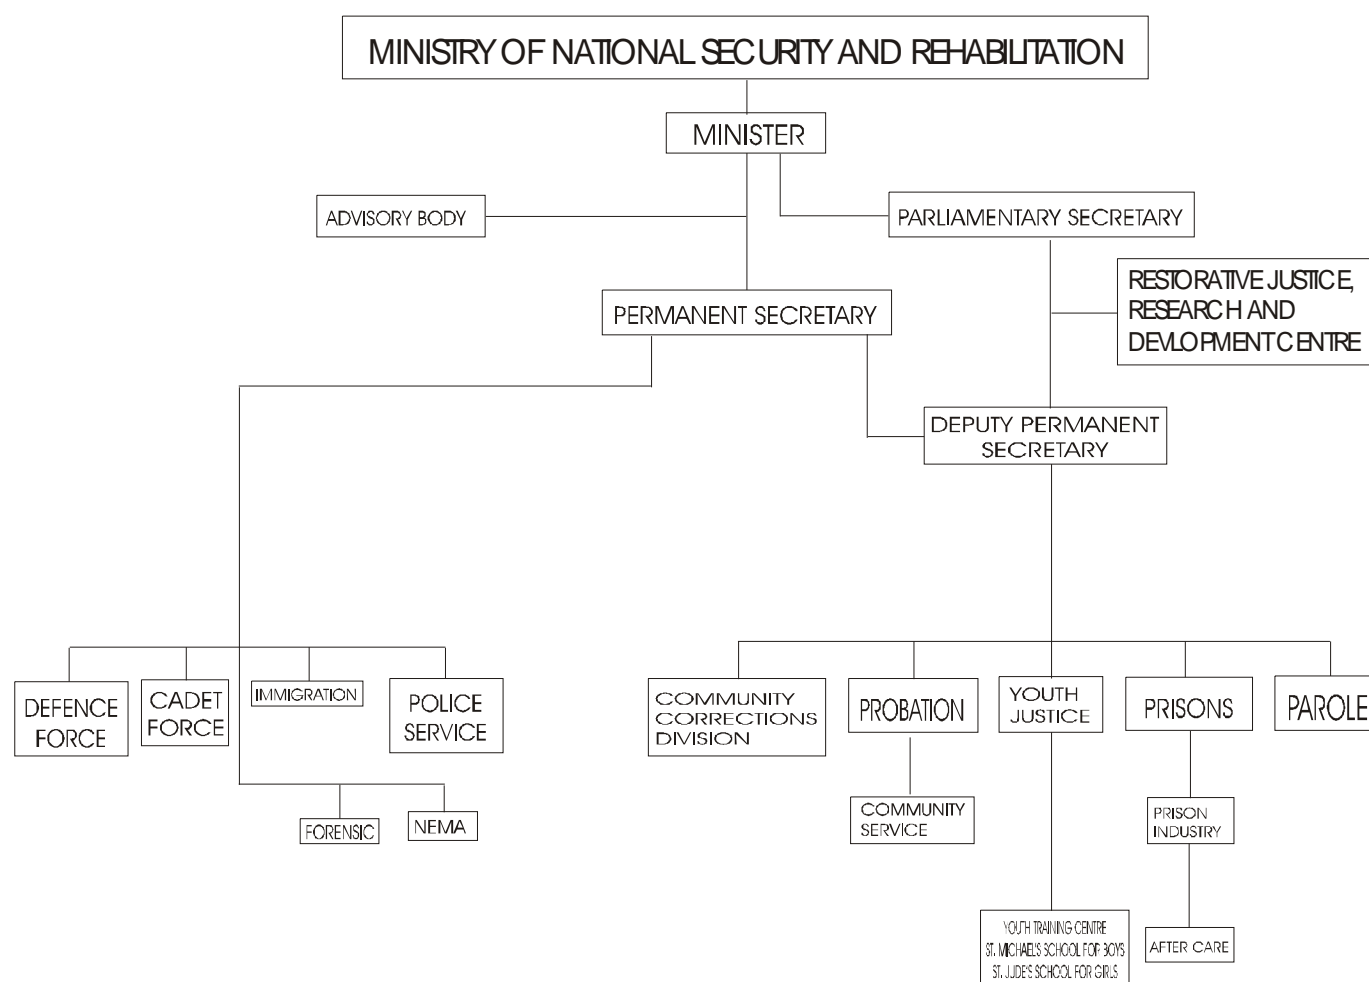 MINISTRY OF NATIONAL SECURITY AND REHABILITATION
MINISTER
ADVISORY BODY
PARLIAMENTARY SECRETARY
RESTORATIVE JUSTICE,
RESEARCH AND
DEVLOPMENT CENTRE
PERMANENT SECRETARY
DEPUTY PERMANENT
SECRETARY
DEFENCE
FORCE
CADET
FORCE
IMMIGRATION
POLICE
SERVICE
COMMUNITY
CORRECTIONS
DIVISION
PROBATION
YOUTH
JUSTICE
PRISONS
PAROLE
FORENSIC
NEMA
COMMUNITY
SERVICE
PRISON
INDUSTRY
YOUTH TRAINING CENTRE
ST. MICHAEL'S SCHOOL FOR BOYS
ST. JUDE'S SCHOOL FOR GIRLS
AFTER CARE